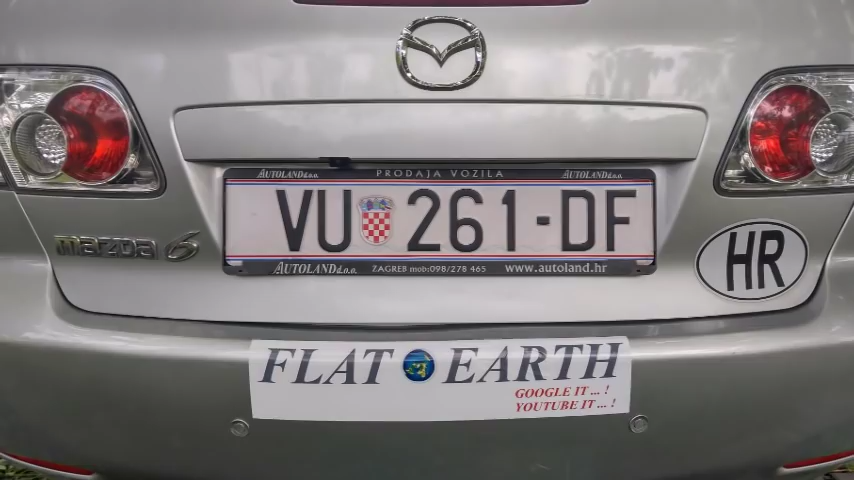 AUTOLAND d.o.o. PRODAJA VOZILA AUTOLAND d.o.o.
VU 261-DF
AUTOLAND d.o.o. ZAGREB mob:098/278 465 www.autoland.hr
mazda 6
HR
FLAT EARTH
GOOGLE IT ... !
YOUTUBE IT ... !